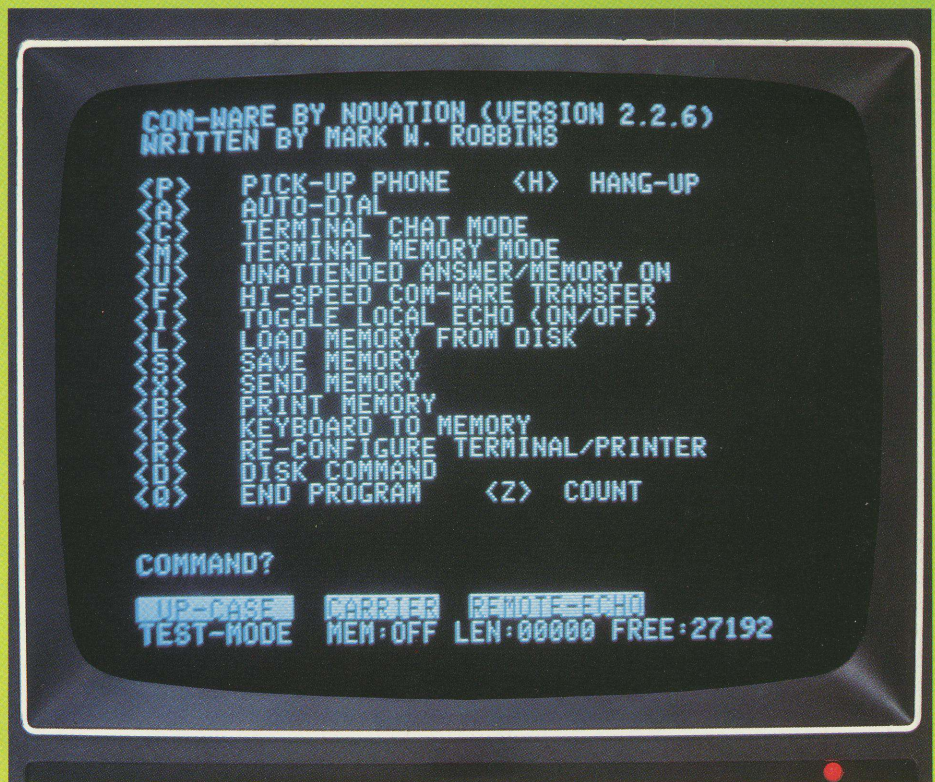 COM-WARE BY NOVATION (VERSION 2.2.6)
WRITTEN BY MARK W. ROBBINS
<P> PICK-UP PHONE <H> HANG-UP
<A> AUTO-DIAL
<C> TERMINAL CHAT MODE
<M> TERMINAL MEMORY MODE
<U> UNATTENDED ANSWER/MEMORY ON
<F> HI-SPEED COM-WARE TRANSFER
<I> TOGGLE LOCAL ECHO (ON/OFF)
<L> LOAD MEMORY FROM DISK
<S> SAVE MEMORY
<X> SEND MEMORY
<B> PRINT MEMORY
<K> KEYBOARD TO MEMORY
<R> RE-CONFIGURE TERMINAL/PRINTER
<D> DISK COMMAND
<Q> END PROGRAM <Z> COUNT
COMMAND?
UP-CASE CARRIER REMOTE-ECHO
TEST-MODE MEM:OFF LEN:00000 FREE:27192